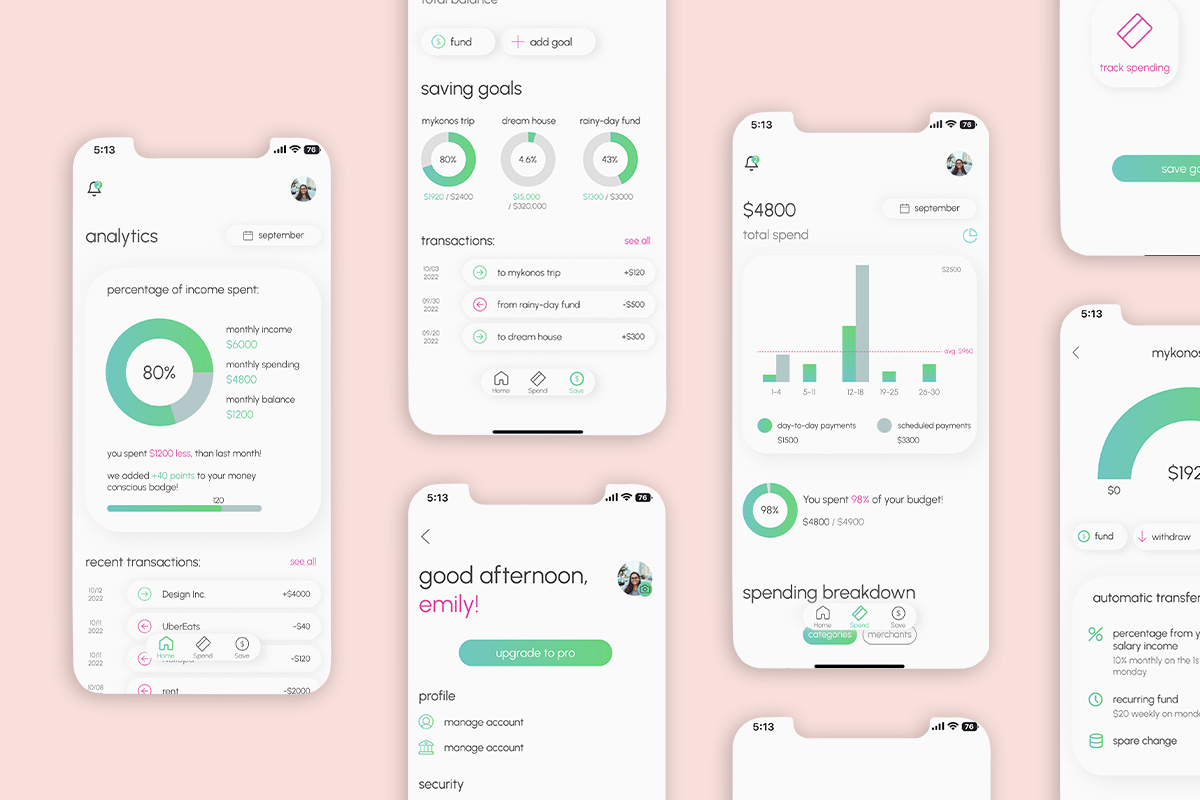 5:13
76
2
analytics
september
percentage of income spent:
80%
monthly income
$6000
monthly spending
$4800
monthly balance
$1200
you spent $1200 less, than last month!
we added +40 points to your money
conscious badge!
120
recent transactions:
see all
10/12
2022
Design Inc.
+$4000
10/11
2022
UberEats
-$40
10/11
2022
-$120
Home
Spend
Save
10/08
rent
-$2000
total balance
$
fund
add goal
saving goals
mykonos trip
dream house
rainy-day fund
80%
4.6%
43%
$1920 / $2400
$15,000
/ $320,000
$1300 / $3000
transactions:
see all
10/03
2022
to mykonos trip
+$120
09/30
2022
from rainy-day fund
-$500
09/20
2022
to dream house
+$300
Home
Spend
Save
5:13
76
good afternoon,
emily!
upgrade to pro
profile
manage account
manage account
security
5:13
76
2
$4800
september
total spend
$2500
avg. $960
1-4
5-11
12-18
19-25
26-30
day-to-day payments
$1500
scheduled payments
$3300
98%
You spent 98% of your budget!
$4800 / $4900
spending breakdown
Home
Spend
Save
categories
merchants
5:13
76
track spending
save go
5:13
mykonos
$192
$0
$
fund
withdraw
automatic transfer
percentage from
salary income
10% monthly on the 1s
monday
recurring fund
$20 weekly on mond
spare change